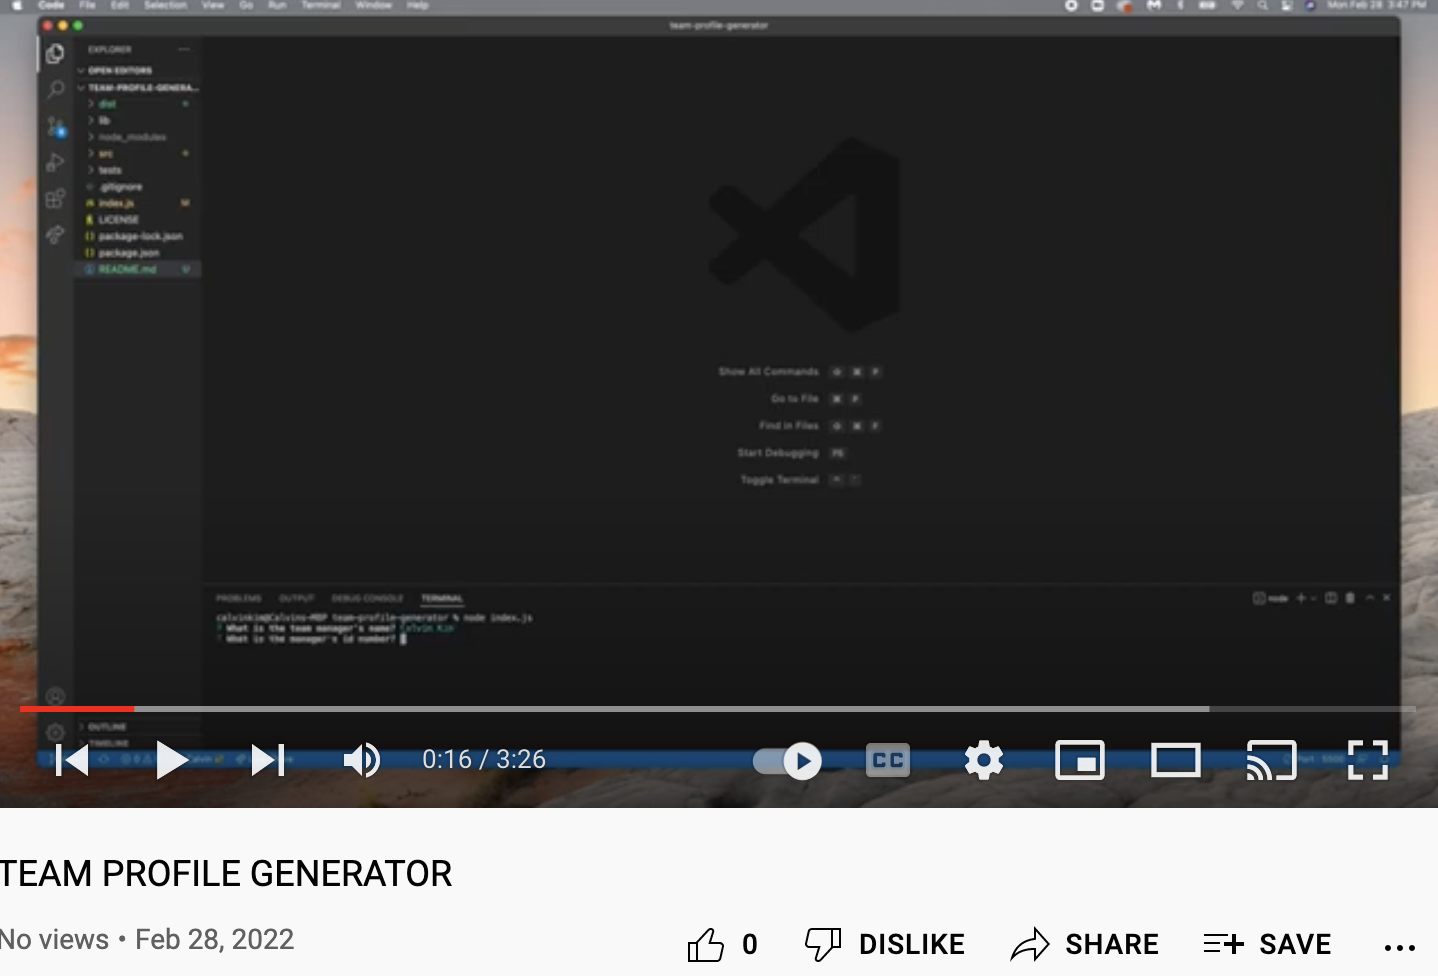 Code File Edit Selection View Go Run Terminal Window Help Mon Feb 28 3:47 PM
team-profile-generator
EXPLORER
OPEN EDITORS
TEAM-PROFILE-GENERA...
dist
lib
node_modules
src
tests
.gitignore
index.js M
LICENSE
package-lock.json
package.json
README.md U
Show All Commands ⇧ ⌘ P
Go to File ⌘ P
Find in Files ⇧ ⌘ F
Start Debugging F5
Toggle Terminal ^ `
PROBLEMS OUTPUT DEBUG CONSOLE TERMINAL node
calvinkim@Calvins-MBP team-profile-generator % node index.js
? What is the team manager's name? Calvin Kim
? What is the manager's id number?
OUTLINE
TIMELINE
0:16 / 3:26 CC
TEAM PROFILE GENERATOR
No views • Feb 28, 2022
0 DISLIKE SHARE SAVE